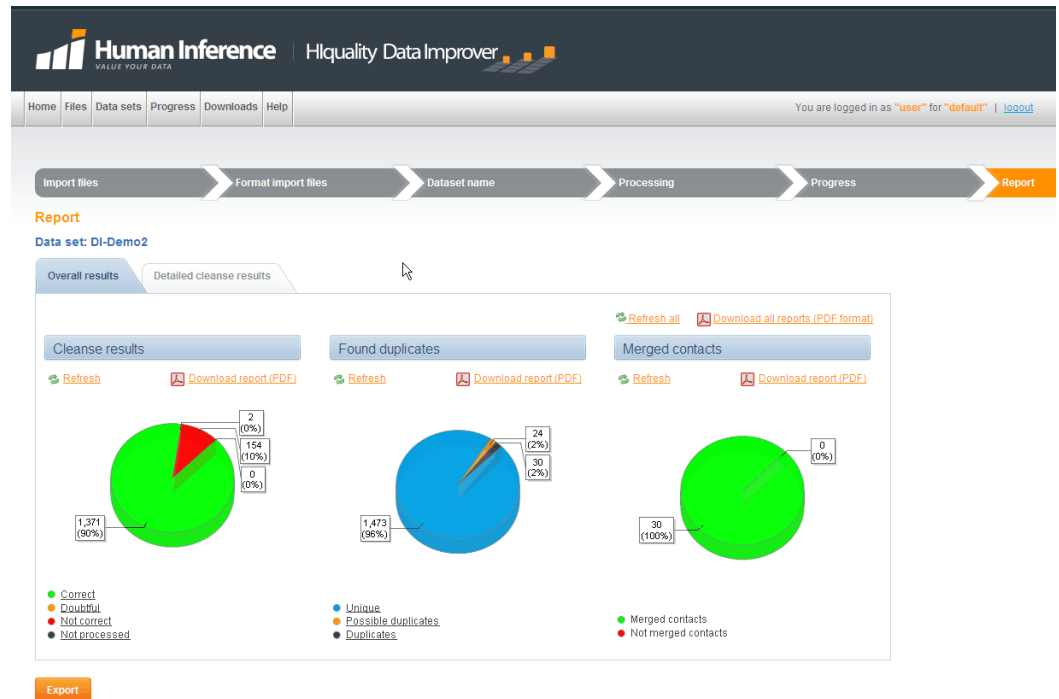 Human Inference
VALUE YOUR DATA
HIquality Data Improver
Home Files Data sets Progress Downloads Help
You are logged in as "user" for "default" | logout
Import files
Format import files
Dataset name
Processing
Progress
Report
Report
Data set: DI-Demo2
Overall results
Detailed cleanse results
Refresh all
Download all reports (PDF format)
Cleanse results
Refresh
Download report (PDF)
2
(0%)
154
(10%)
0
(0%)
1,371
(90%)
Correct
Doubtful
Not correct
Not processed
Found duplicates
Refresh
Download report (PDF)
24
(2%)
30
(2%)
1,473
(96%)
Unique
Possible duplicates
Duplicates
Merged contacts
Refresh
Download report (PDF)
0
(0%)
30
(100%)
Merged contacts
Not merged contacts
Export